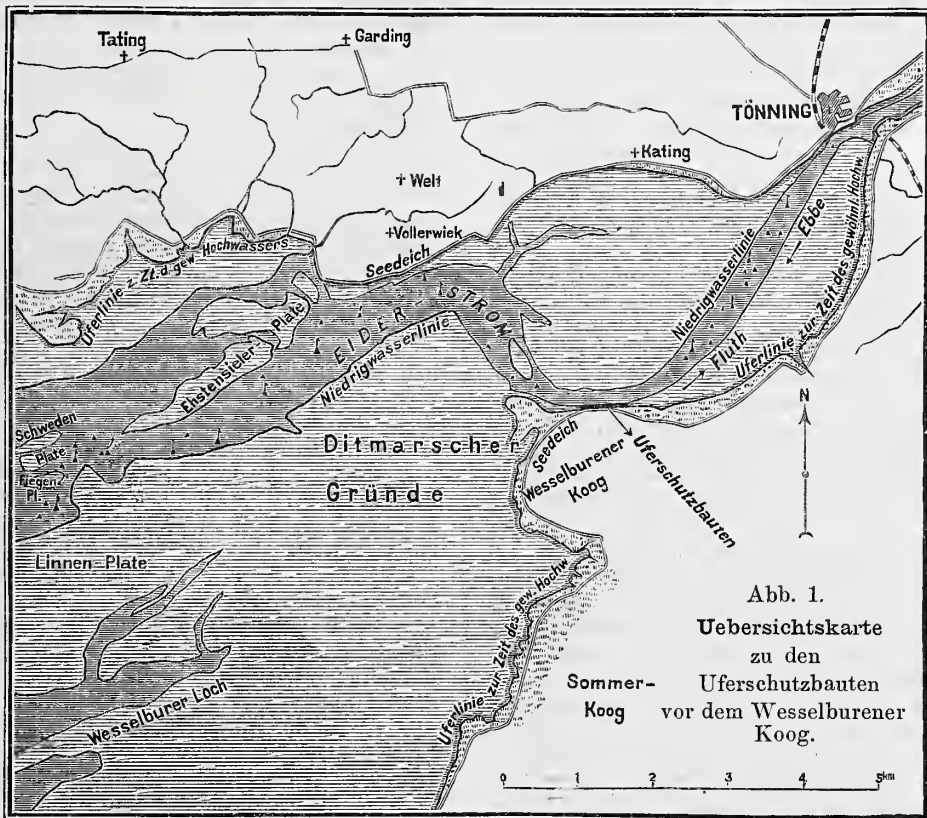 Tating
Garding
TÖNNING
Kating
Welt
Vollerwiek
Seedeich
Uferlinie z. Zt. d. gew. Hochwassers
Niedrigwasserlinie
Ebbe
Fluth
Uferlinie zur Zeit des gewöhnl. Hochw.
EIDER STROM
Ehstensieler Plate
Niedrigwasserlinie
Schweden
Plate
Fiegen
Pl.
Ditmarscher
Gründe
Seedeich
Wesselburener
Koog
Uferschutzbauten
N
Linnen-Plate
Wesselburer Loch
Uferlinie zur Zeit des gew. Hochw.
Sommer-
Koog
Abb. 1.
Uebersichtskarte
zu den
Uferschutzbauten
vor dem Wesselburener
Koog.
0 1 2 3 4 5km